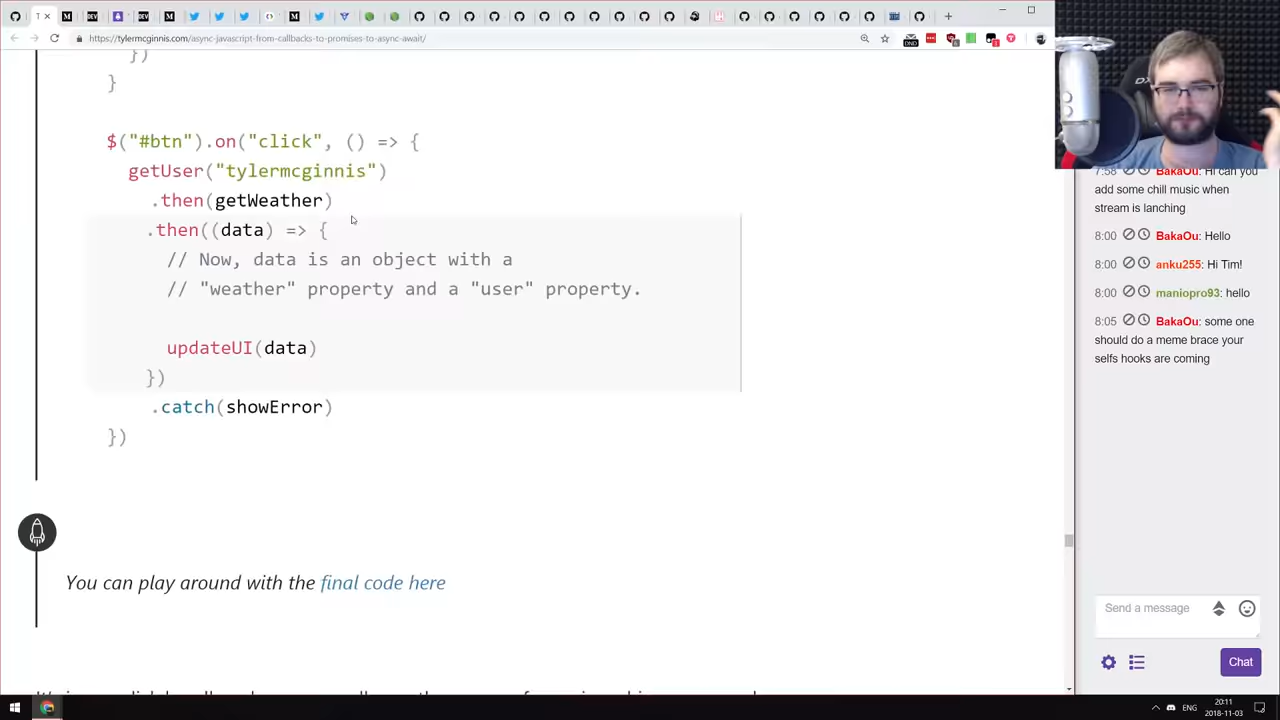 https://tylermcginnis.com/async-javascript-from-callbacks-to-promises-to-async-await/
})
}
$("#btn").on("click", () => {
getUser("tylermcginnis")
.then(getWeather)
.then((data) => {
// Now, data is an object with a
// "weather" property and a "user" property.
updateUI(data)
})
.catch(showError)
})
You can play around with the final code here
7:58 BakaOu: Hi can you
add some chill music when
stream is lanching
8:00 BakaOu: Hello
8:00 anku255: Hi Tim!
8:00 maniopro93: hello
8:05 BakaOu: some one
should do a meme brace your
selfs hooks are coming
Send a message
Chat
ENG
20:11
2018-11-03